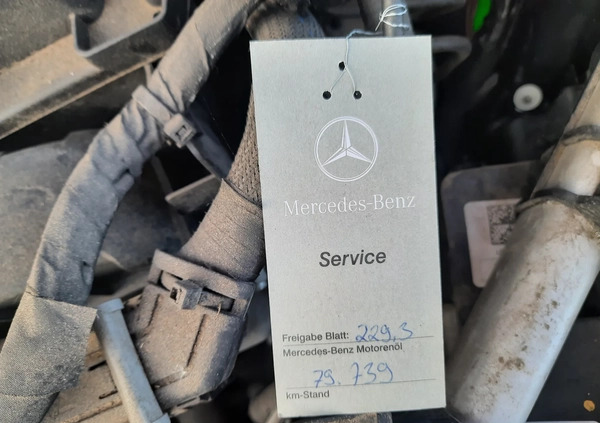 Mercedes-Benz
Service
Freigabe Blatt: 229,3
Mercedes-Benz Motorenöl
79.739
km-Stand